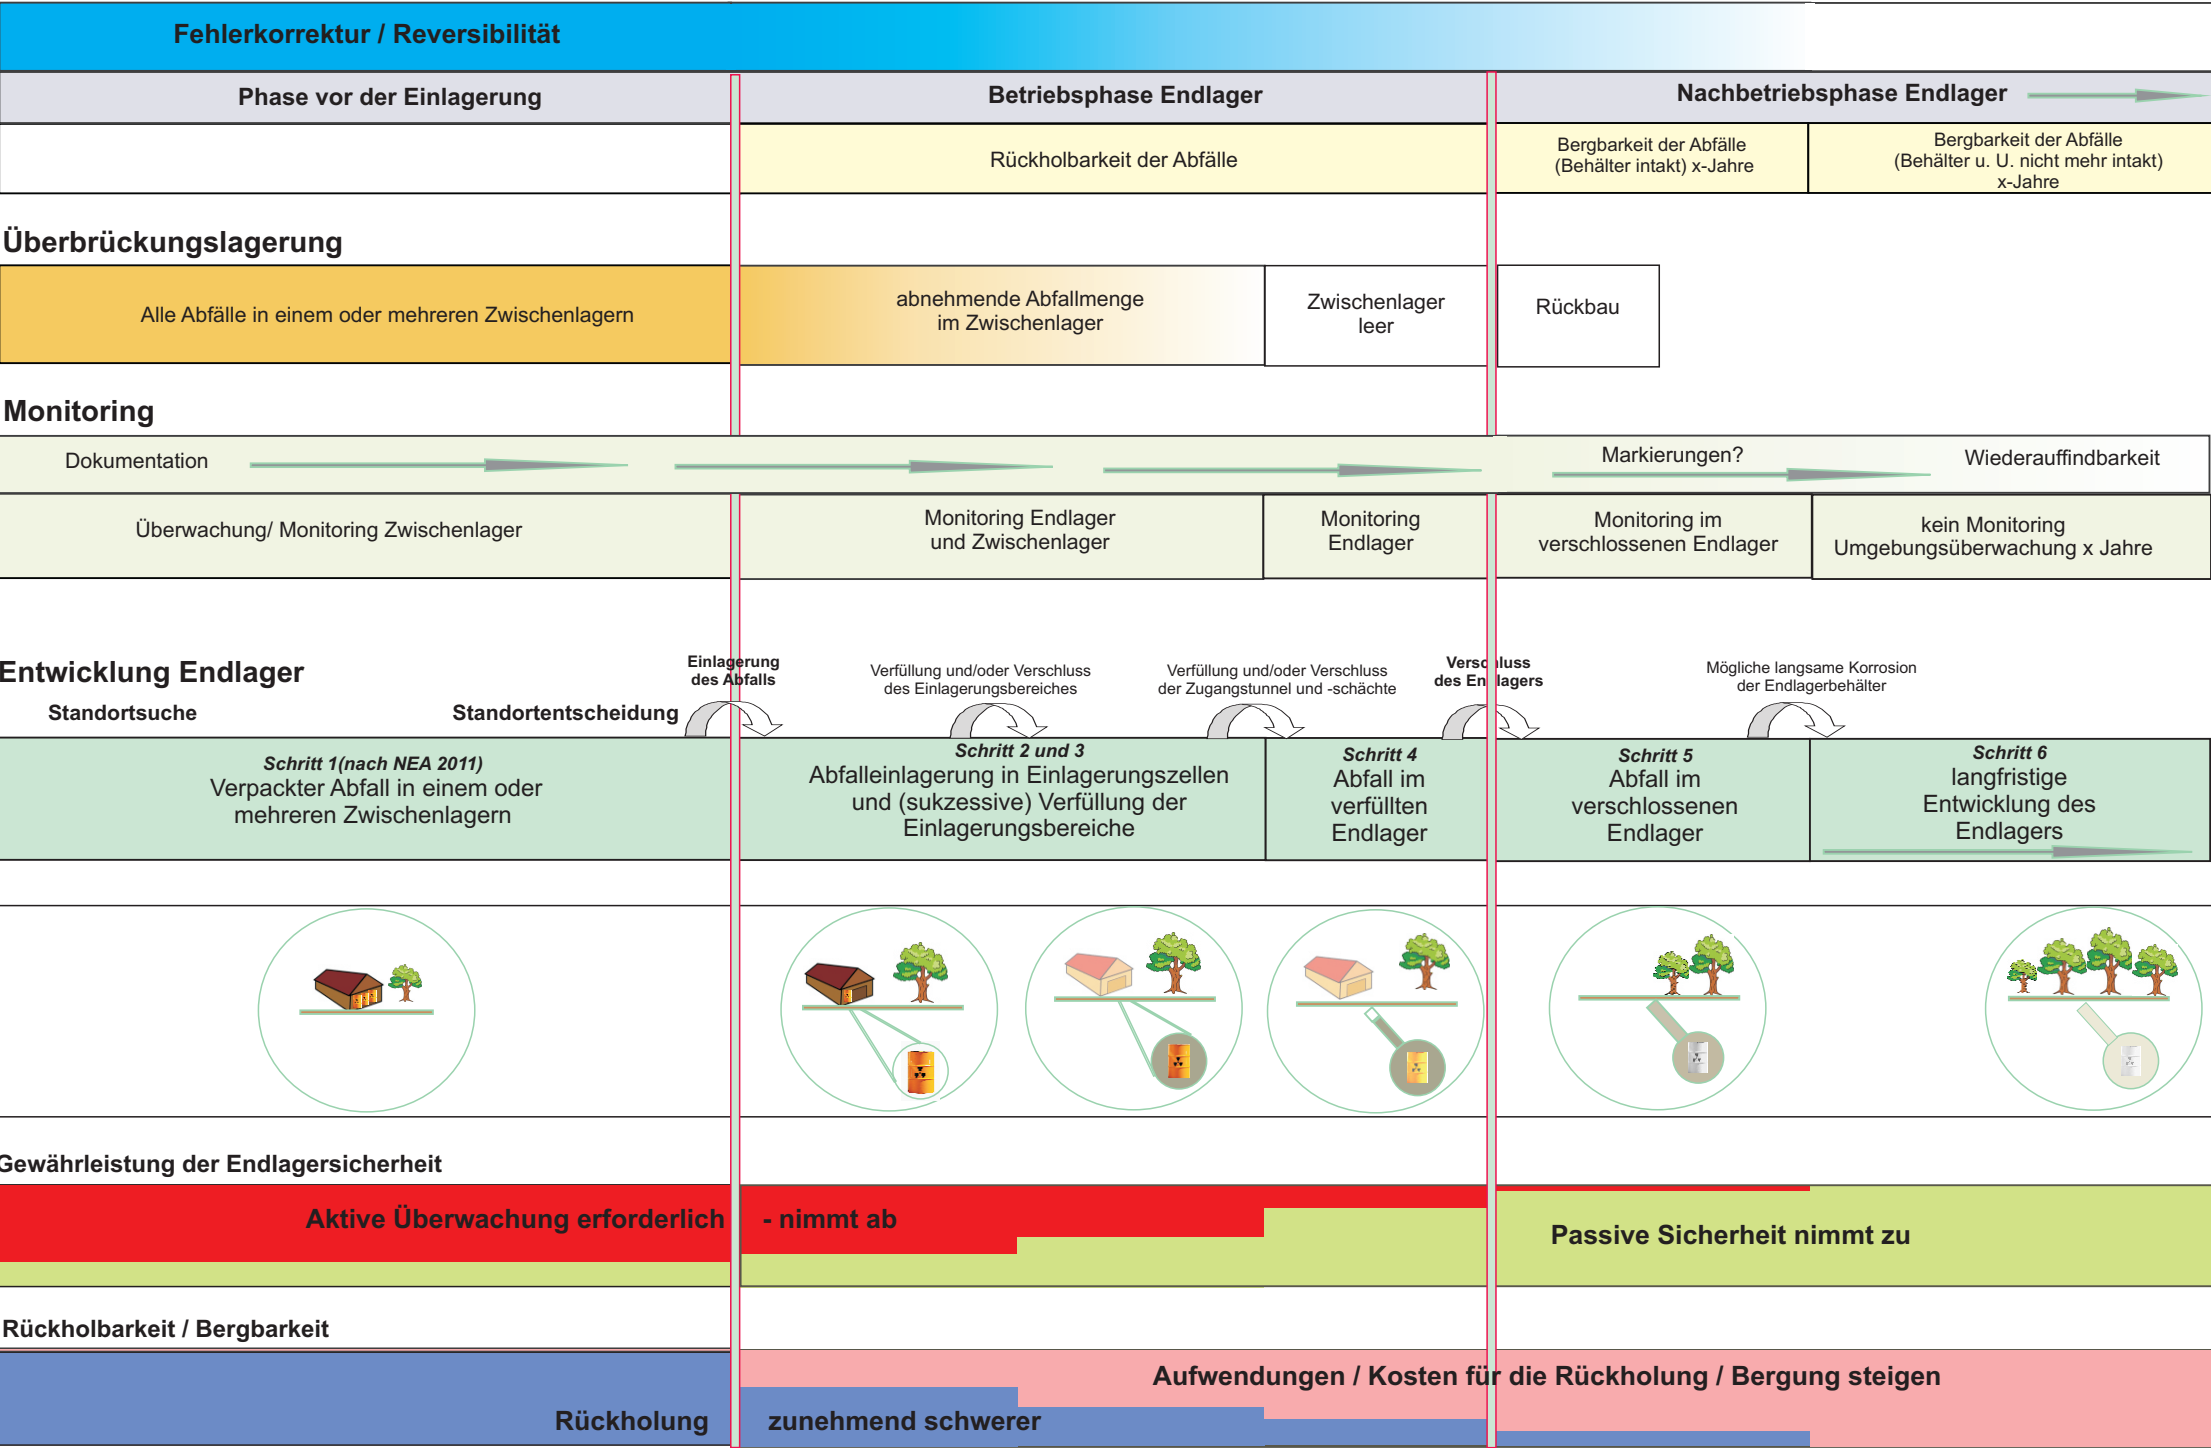 Fehlerkorrektur / Reversibilität
Phase vor der Einlagerung
Betriebsphase Endlager
Nachbetriebsphase Endlager
Rückholbarkeit der Abfälle
Bergbarkeit der Abfälle
(Behälter intakt) x-Jahre
Bergbarkeit der Abfälle
(Behälter u. U. nicht mehr intakt)
x-Jahre
Überbrückungslagerung
Alle Abfälle in einem oder mehreren Zwischenlagern
abnehmende Abfallmenge
im Zwischenlager
Zwischenlager
leer
Rückbau
Monitoring
Dokumentation
Markierungen?
Wiederauffindbarkeit
Überwachung/ Monitoring Zwischenlager
Monitoring Endlager
und Zwischenlager
Monitoring
Endlager
Monitoring im
verschlossenen Endlager
kein Monitoring
Umgebungsüberwachung x Jahre
Entwicklung Endlager
Standortsuche
Standortentscheidung
Einlagerung
des Abfalls
Verfüllung und/oder Verschluss
des Einlagerungsbereiches
Verfüllung und/oder Verschluss
der Zugangstunnel und -schächte
Verschluss
des Endlagers
Mögliche langsame Korrosion
der Endlagerbehälter
Schritt 1(nach NEA 2011)
Verpackter Abfall in einem oder
mehreren Zwischenlagern
Schritt 2 und 3
Abfalleinlagerung in Einlagerungszellen
und (sukzessive) Verfüllung der
Einlagerungsbereiche
Schritt 4
Abfall im
verfüllten
Endlager
Schritt 5
Abfall im
verschlossenen
Endlager
Schritt 6
langfristige
Entwicklung des
Endlagers
Gewährleistung der Endlagersicherheit
Aktive Überwachung erforderlich - nimmt ab
Passive Sicherheit nimmt zu
Rückholbarkeit / Bergbarkeit
Aufwendungen / Kosten für die Rückholung / Bergung steigen
Rückholung zunehmend schwerer